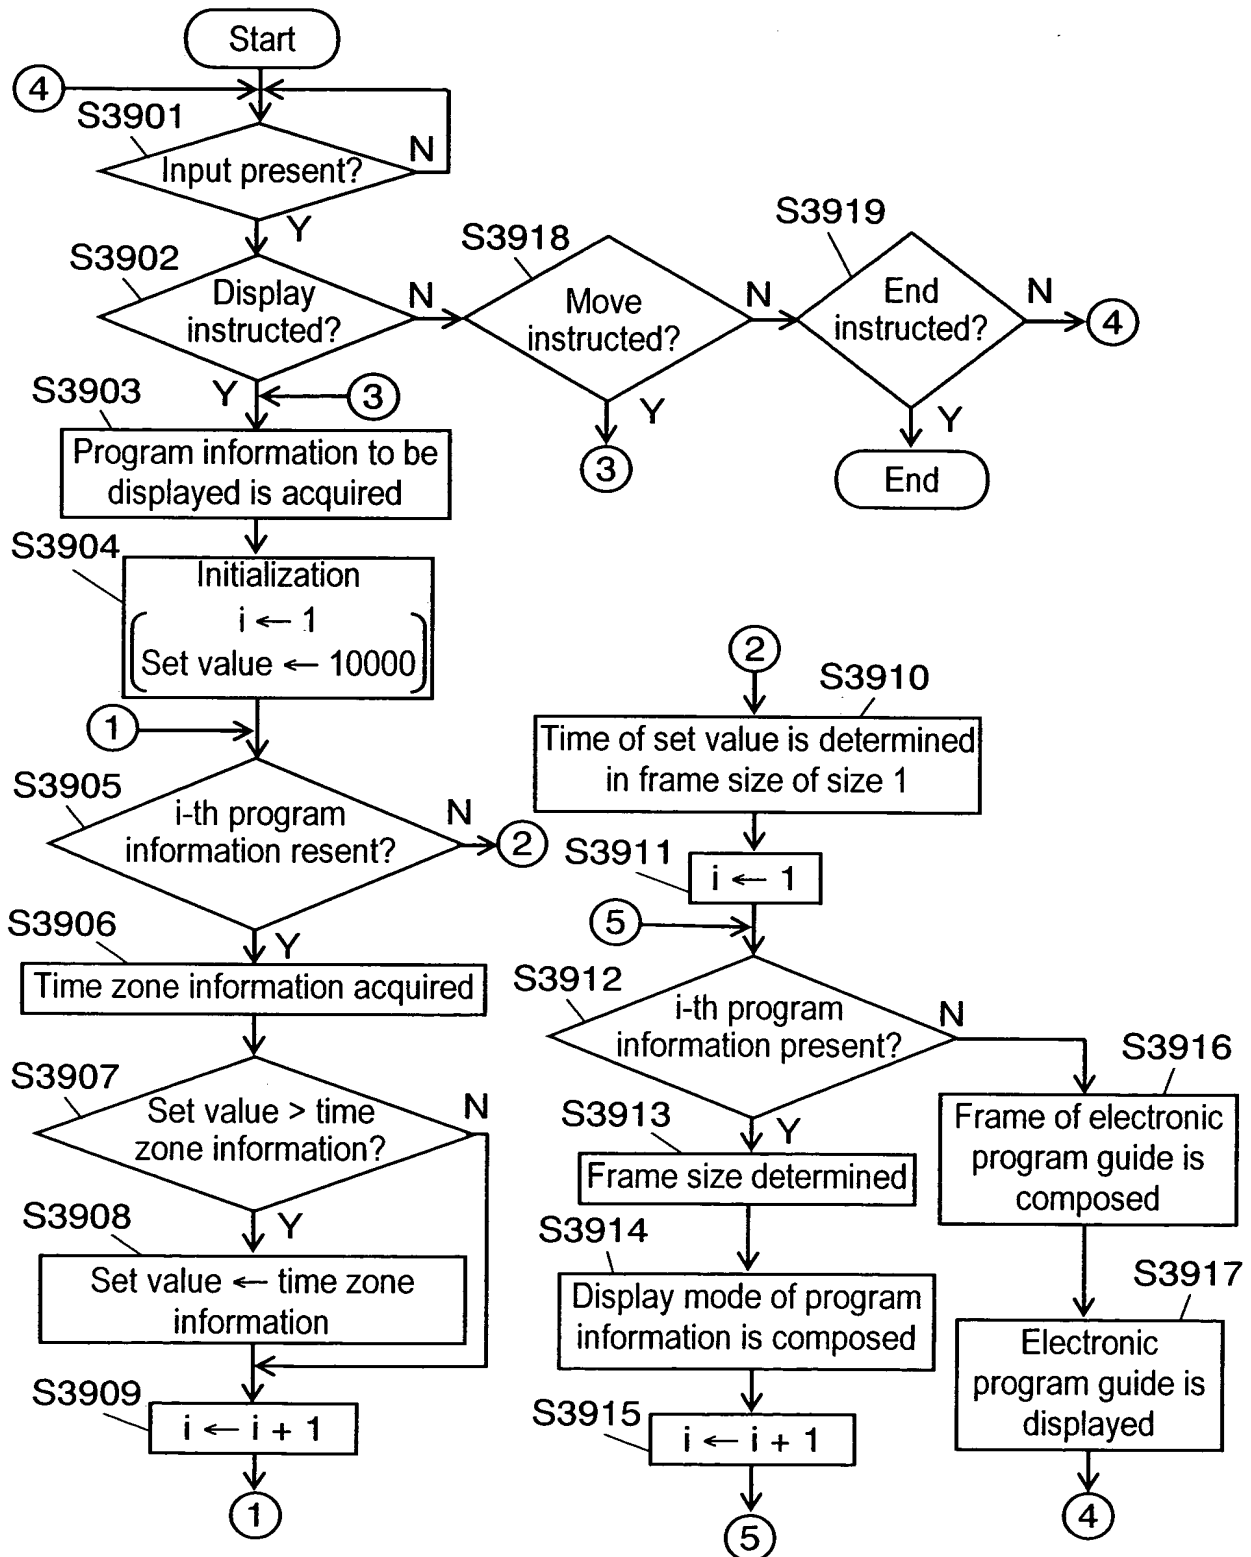 Start
4
S3901
Input present?
N
Y
S3902
Display
instructed?
N
Y
S3918
Move
instructed?
N
Y
3
S3919
End
instructed?
N
4
Y
End
3
S3903
Program information to be
displayed is acquired
S3904
Initialization
i ← 1
Set value ← 10000
1
S3905
i-th program
information resent?
N
2
Y
S3906
Time zone information acquired
S3907
Set value > time
zone information?
N
Y
S3908
Set value ← time zone
information
S3909
i ← i + 1
1
2
S3910
Time of set value is determined
in frame size of size 1
S3911
i ← 1
5
S3912
i-th program
information present?
N
Y
S3913
Frame size determined
S3914
Display mode of program
information is composed
S3915
i ← i + 1
5
S3916
Frame of electronic
program guide is
composed
S3917
Electronic
program guide is
displayed
4